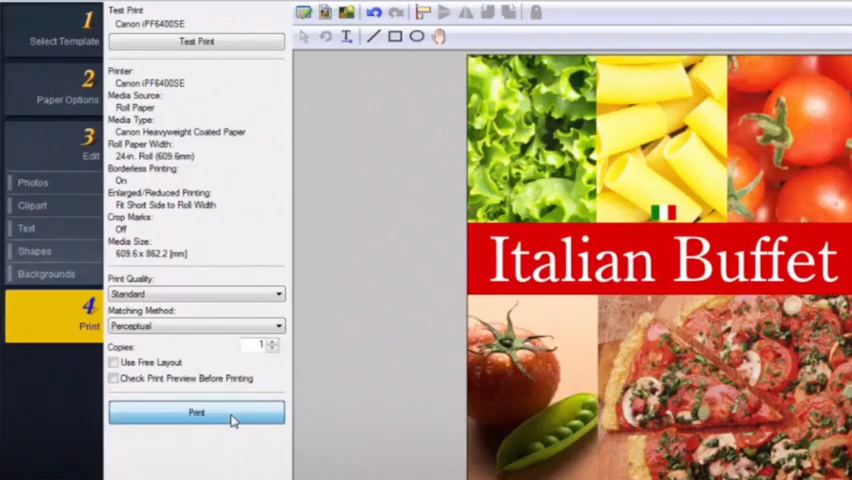 1
Select Template
2
Paper Options
3
Edit
Photos
Clipart
Text
Shapes
Backgrounds
4
Print
Test Print
Canon iPF6400SE
Test Print
Printer:
Canon iPF6400SE
Media Source:
Roll Paper
Media Type:
Canon Heavyweight Coated Paper
Roll Paper Width:
24-in. Roll (609.6mm)
Borderless Printing:
On
Enlarged/Reduced Printing:
Fit Short Side to Roll Width
Crop Marks:
Off
Media Size:
609.6 x 862.2 [mm]
Print Quality:
Standard
Matching Method:
Perceptual
Copies:
1
Use Free Layout
Check Print Preview Before Printing
Print
T
Italian Buffet